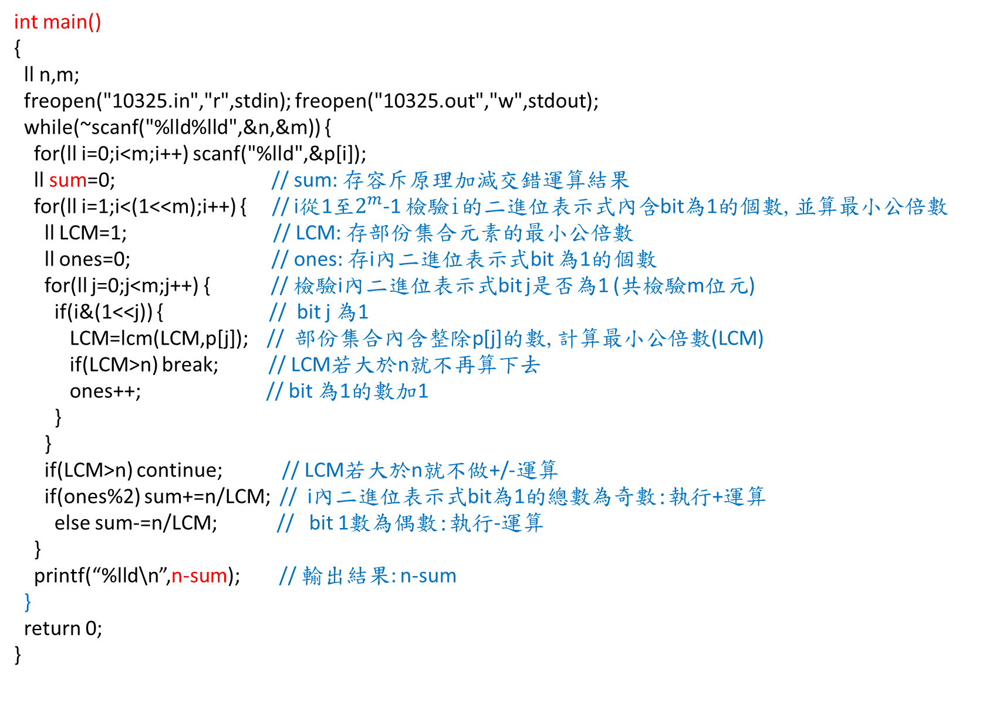 int main()
{
ll n,m;
freopen("10325.in","r",stdin); freopen("10325.out","w",stdout);
while(~scanf("%lld%lld",&n,&m)) {
for(ll i=0;i<m;i++) scanf("%lld",&p[i]);
ll sum=0; // sum: 存容斥原理加減交錯運算結果
for(ll i=1;i<(1<<m);i++) { // i從1至2^m-1 檢驗i的二進位表示式內含bit為1的個數, 並算最小公倍數
ll LCM=1; // LCM: 存部份集合元素的最小公倍數
ll ones=0; // ones: 存i內二進位表示式bit 為1的個數
for(ll j=0;j<m;j++) { // 檢驗i內二進位表示式bit j是否為1 (共檢驗m位元)
if(i&(1<<j)) { // bit j 為1
LCM=lcm(LCM,p[j]); // 部份集合內含整除p[j]的數, 計算最小公倍數(LCM)
if(LCM>n) break; // LCM若大於n就不再算下去
ones++; // bit 為1的數加1
}
}
if(LCM>n) continue; // LCM若大於n就不做+/-運算
if(ones%2) sum+=n/LCM; // i內二進位表示式bit為1的總數為奇數:執行+運算
else sum-=n/LCM; // bit 1數為偶數:執行-運算
}
printf(“%lld\n”,n-sum); // 輸出結果: n-sum
}
return 0;
}